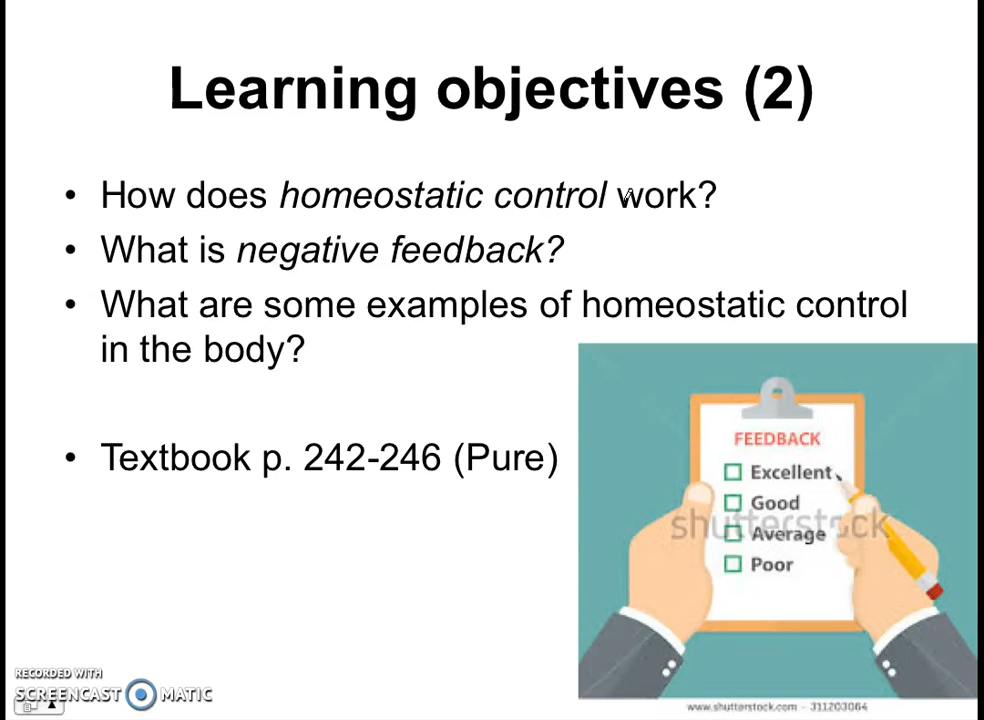 Learning objectives (2)
• How does homeostatic control work?
• What is negative feedback?
• What are some examples of homeostatic control
in the body?
• Textbook p. 242-246 (Pure)
FEEDBACK
Excellent
Good
shutterstock
Average
Poor
RECORDED WITH
SCREENCAST MATIC
www.shutterstock.com · 311203064